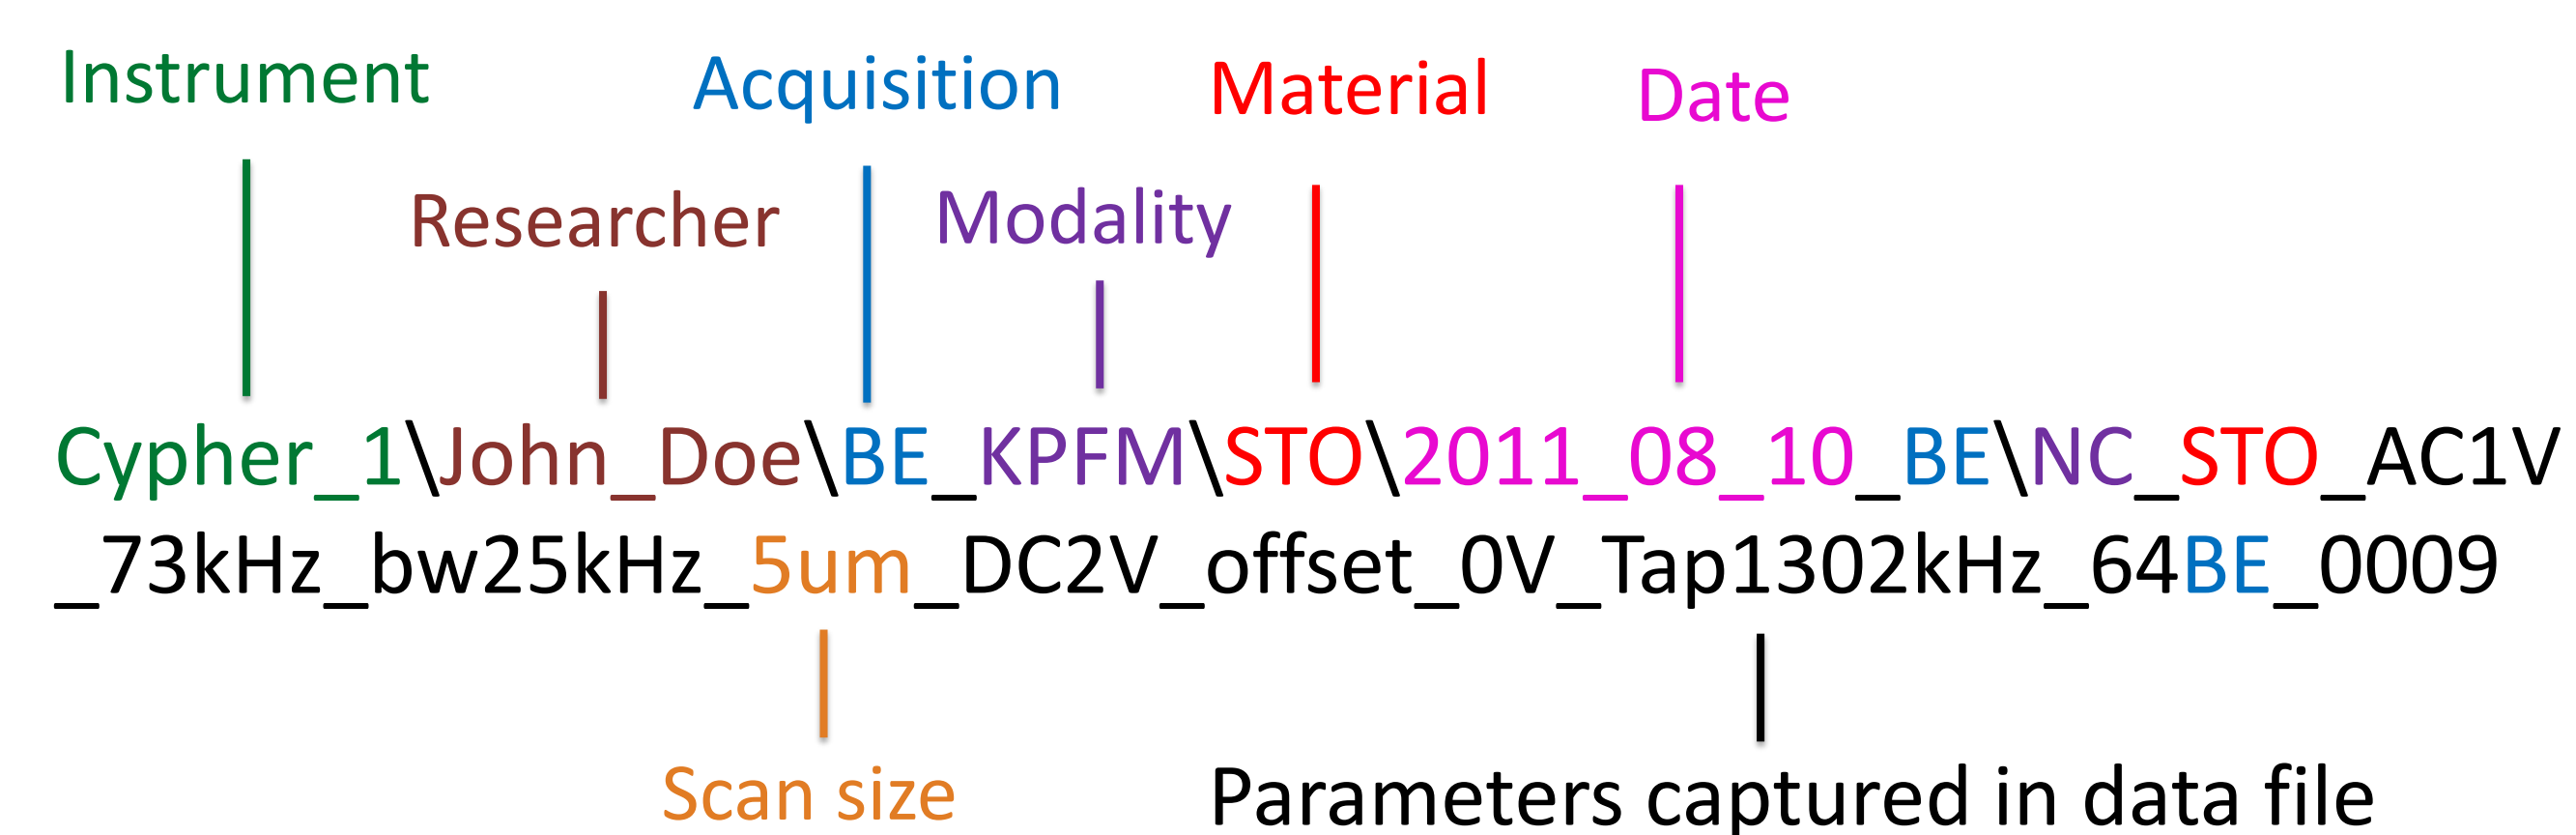 Instrument
Acquisition
Material
Date
Researcher
Modality
Cypher_1\John_Doe\BE_KPFM\STO\2011_08_10_BE\NC_STO_AC1V
_73kHz_bw25kHz_5um_DC2V_offset_0V_Tap1302kHz_64BE_0009
Scan size
Parameters captured in data file